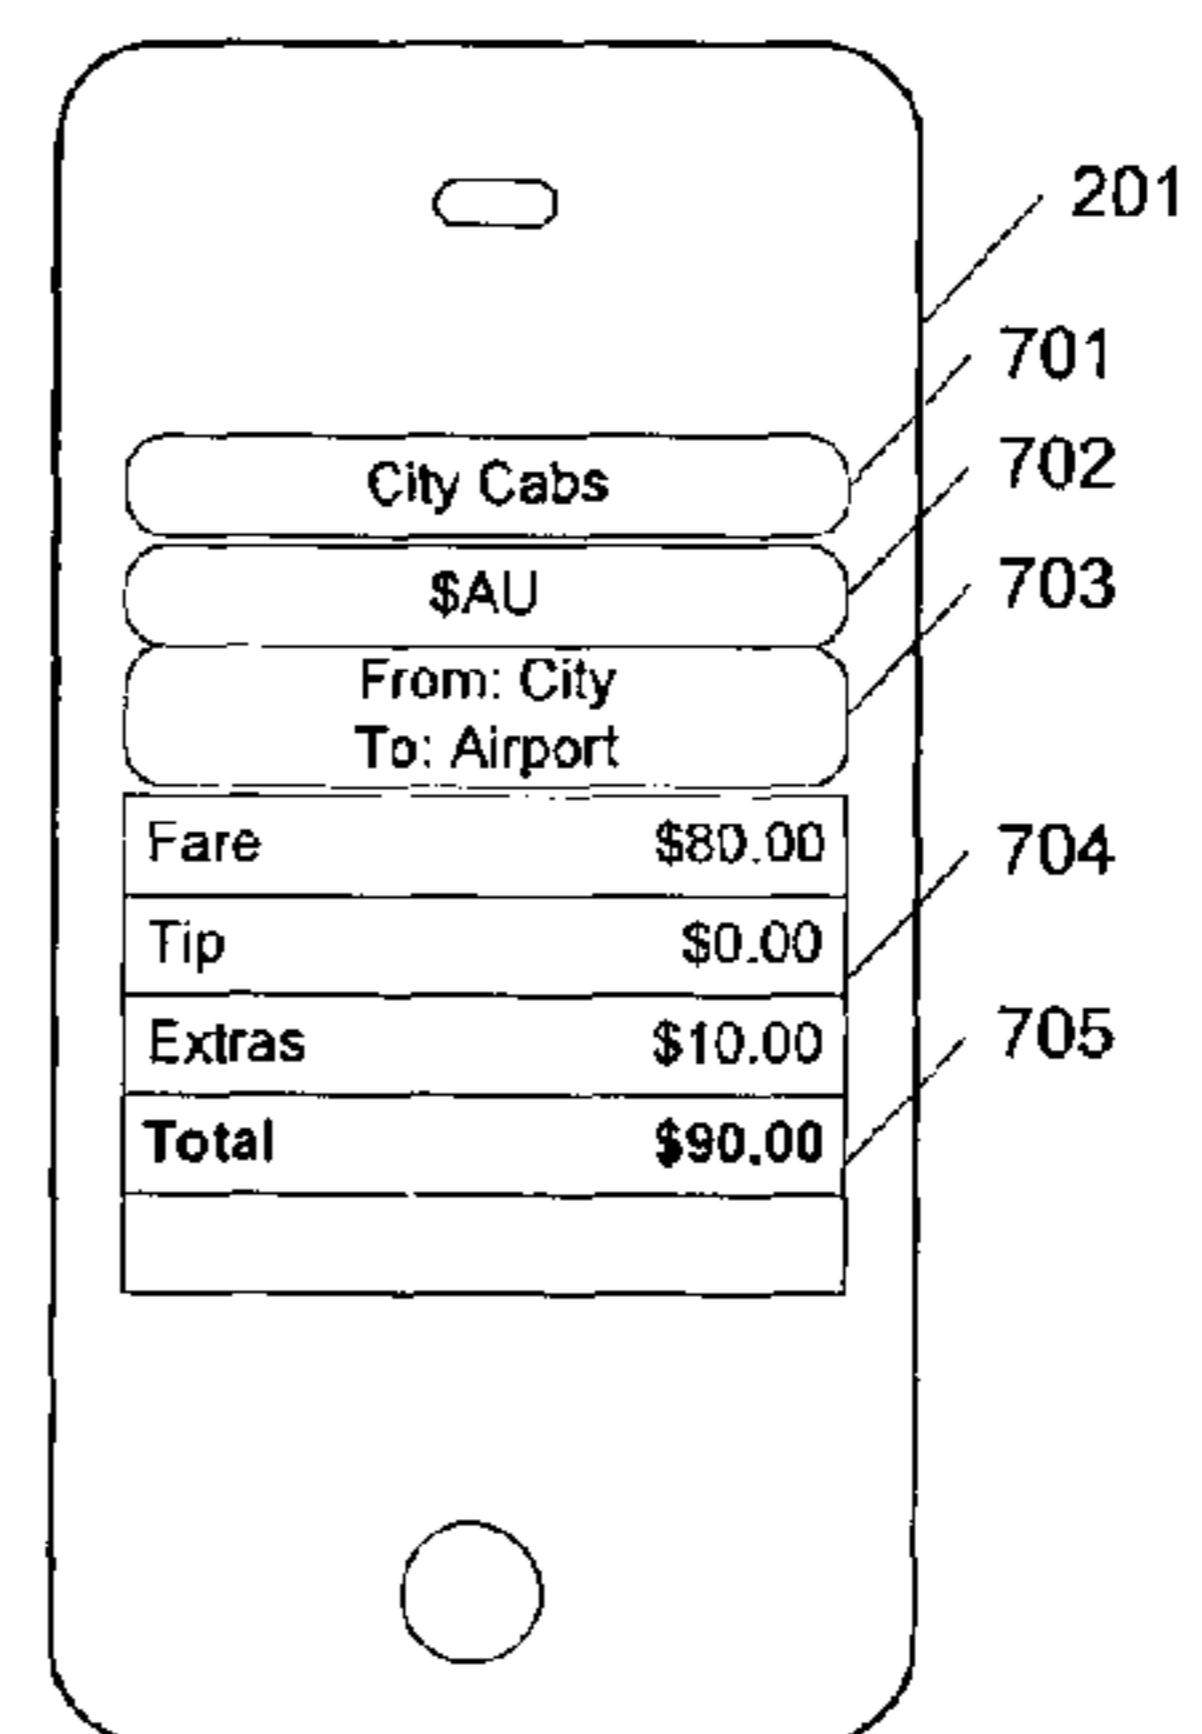 201
701
City Cabs
702
$AU
703
From: City
To: Airport
Fare $80.00
704
Tip $0.00
Extras $10.00
705
Total $90.00